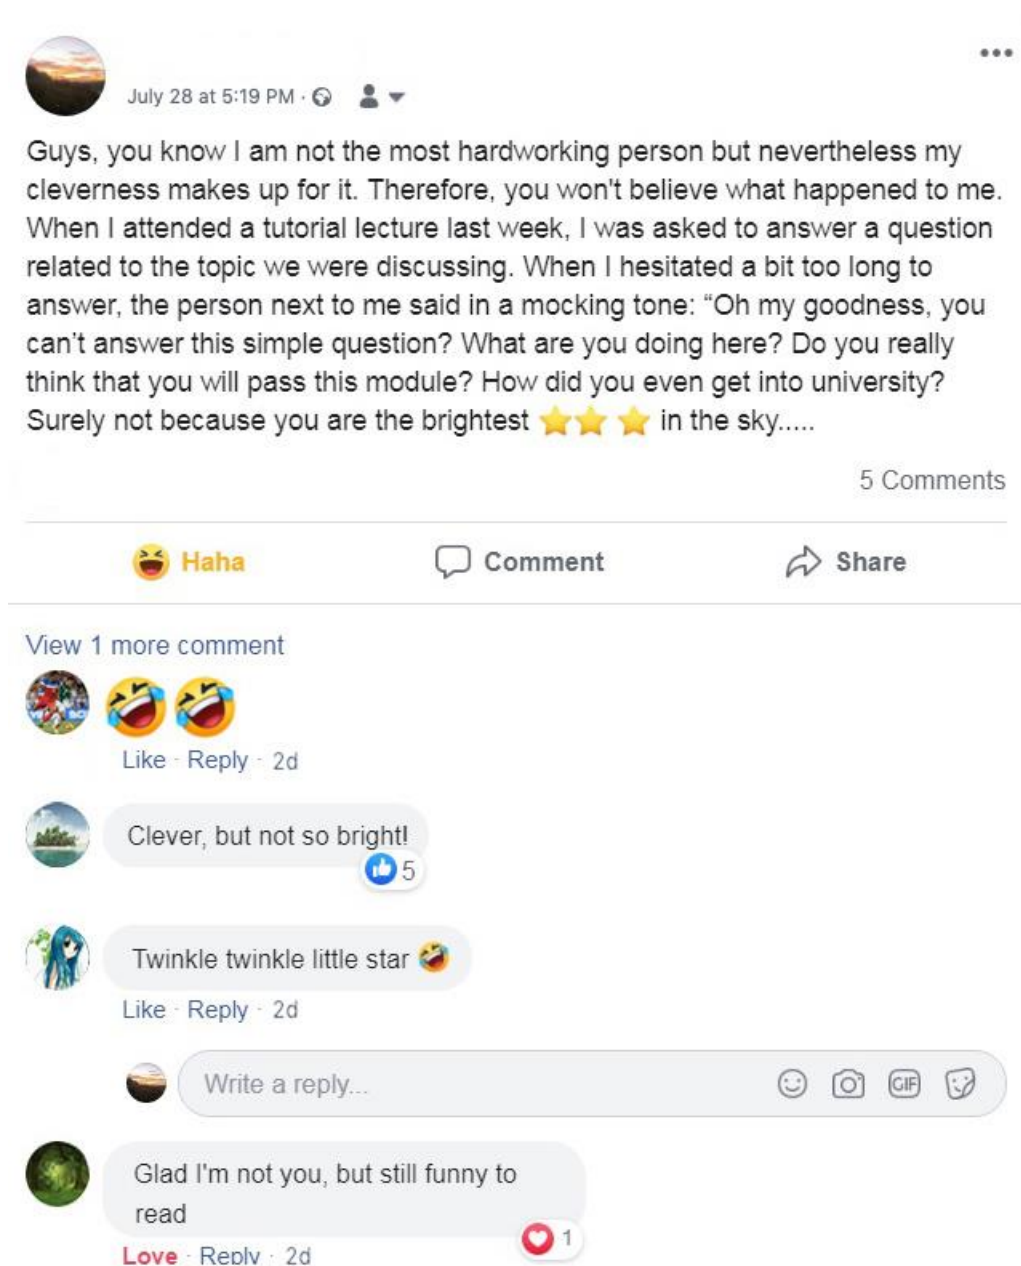 July 28 at 5:19 PM ·
Guys, you know I am not the most hardworking person but nevertheless my
cleverness makes up for it. Therefore, you won't believe what happened to me.
When I attended a tutorial lecture last week, I was asked to answer a question
related to the topic we were discussing. When I hesitated a bit too long to
answer, the person next to me said in a mocking tone: “Oh my goodness, you
can’t answer this simple question? What are you doing here? Do you really
think that you will pass this module? How did you even get into university?
Surely not because you are the brightest ⭐⭐ ⭐ in the sky.....
5 Comments
Haha
Comment
Share
View 1 more comment
🤣🤣
Like · Reply · 2d
Clever, but not so bright!
5
Twinkle twinkle little star 🤣
Like · Reply · 2d
Write a reply...
GIF
Glad I'm not you, but still funny to
read
1
Love · Reply · 2d